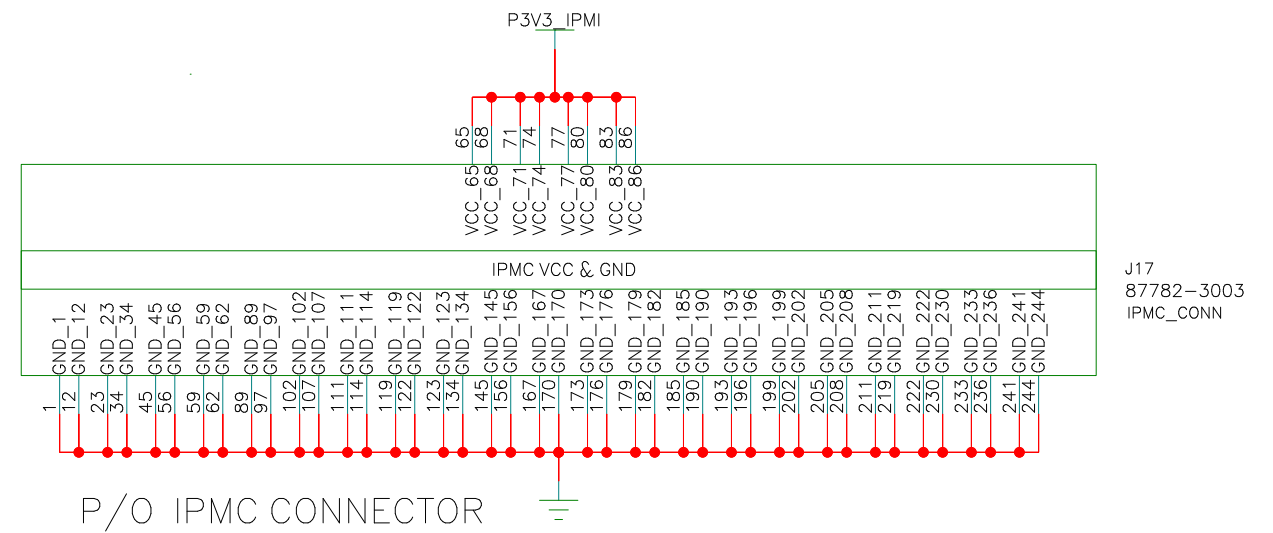 P3V3_IPMI
65 68 71 74 77 80 83 86
VCC_65 VCC_68 VCC_71 VCC_74 VCC_77 VCC_80 VCC_83 VCC_86
IPMC VCC & GND
J17
87782-3003
IPMC_CONN
GND_1 GND_12 GND_23 GND_34 GND_45 GND_56 GND_59 GND_62 GND_89 GND_97 GND_102 GND_107 GND_111 GND_114 GND_119 GND_122 GND_123 GND_134 GND_145 GND_156 GND_167 GND_170 GND_173 GND_176 GND_179 GND_182 GND_185 GND_190 GND_193 GND_196 GND_199 GND_202 GND_205 GND_208 GND_211 GND_219 GND_222 GND_230 GND_233 GND_236 GND_241 GND_244
1 12 23 34 45 56 59 62 89 97 102 107 111 114 119 122 123 134 145 156 167 170 173 176 179 182 185 190 193 196 199 202 205 208 211 219 222 230 233 236 241 244
P/O IPMC CONNECTOR